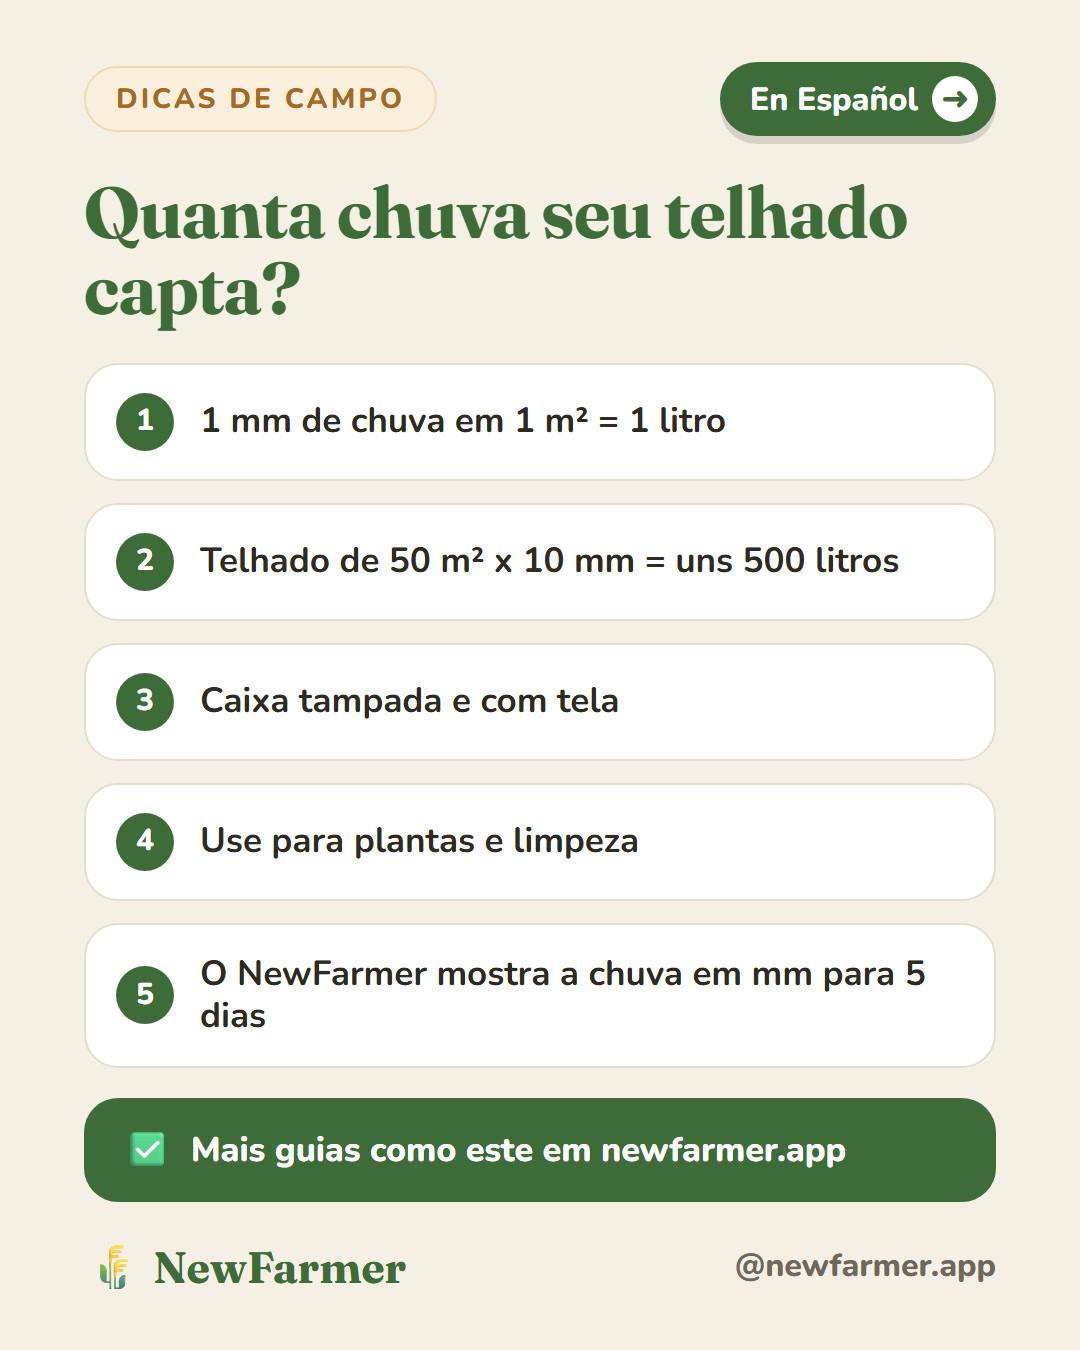 DICAS DE CAMPO
En Español
Quanta chuva seu telhado
capta?
1 1 mm de chuva em 1 m² = 1 litro
2 Telhado de 50 m² x 10 mm = uns 500 litros
3 Caixa tampada e com tela
4 Use para plantas e limpeza
5 O NewFarmer mostra a chuva em mm para 5
dias
Mais guias como este em newfarmer.app
NewFarmer
@newfarmer.app